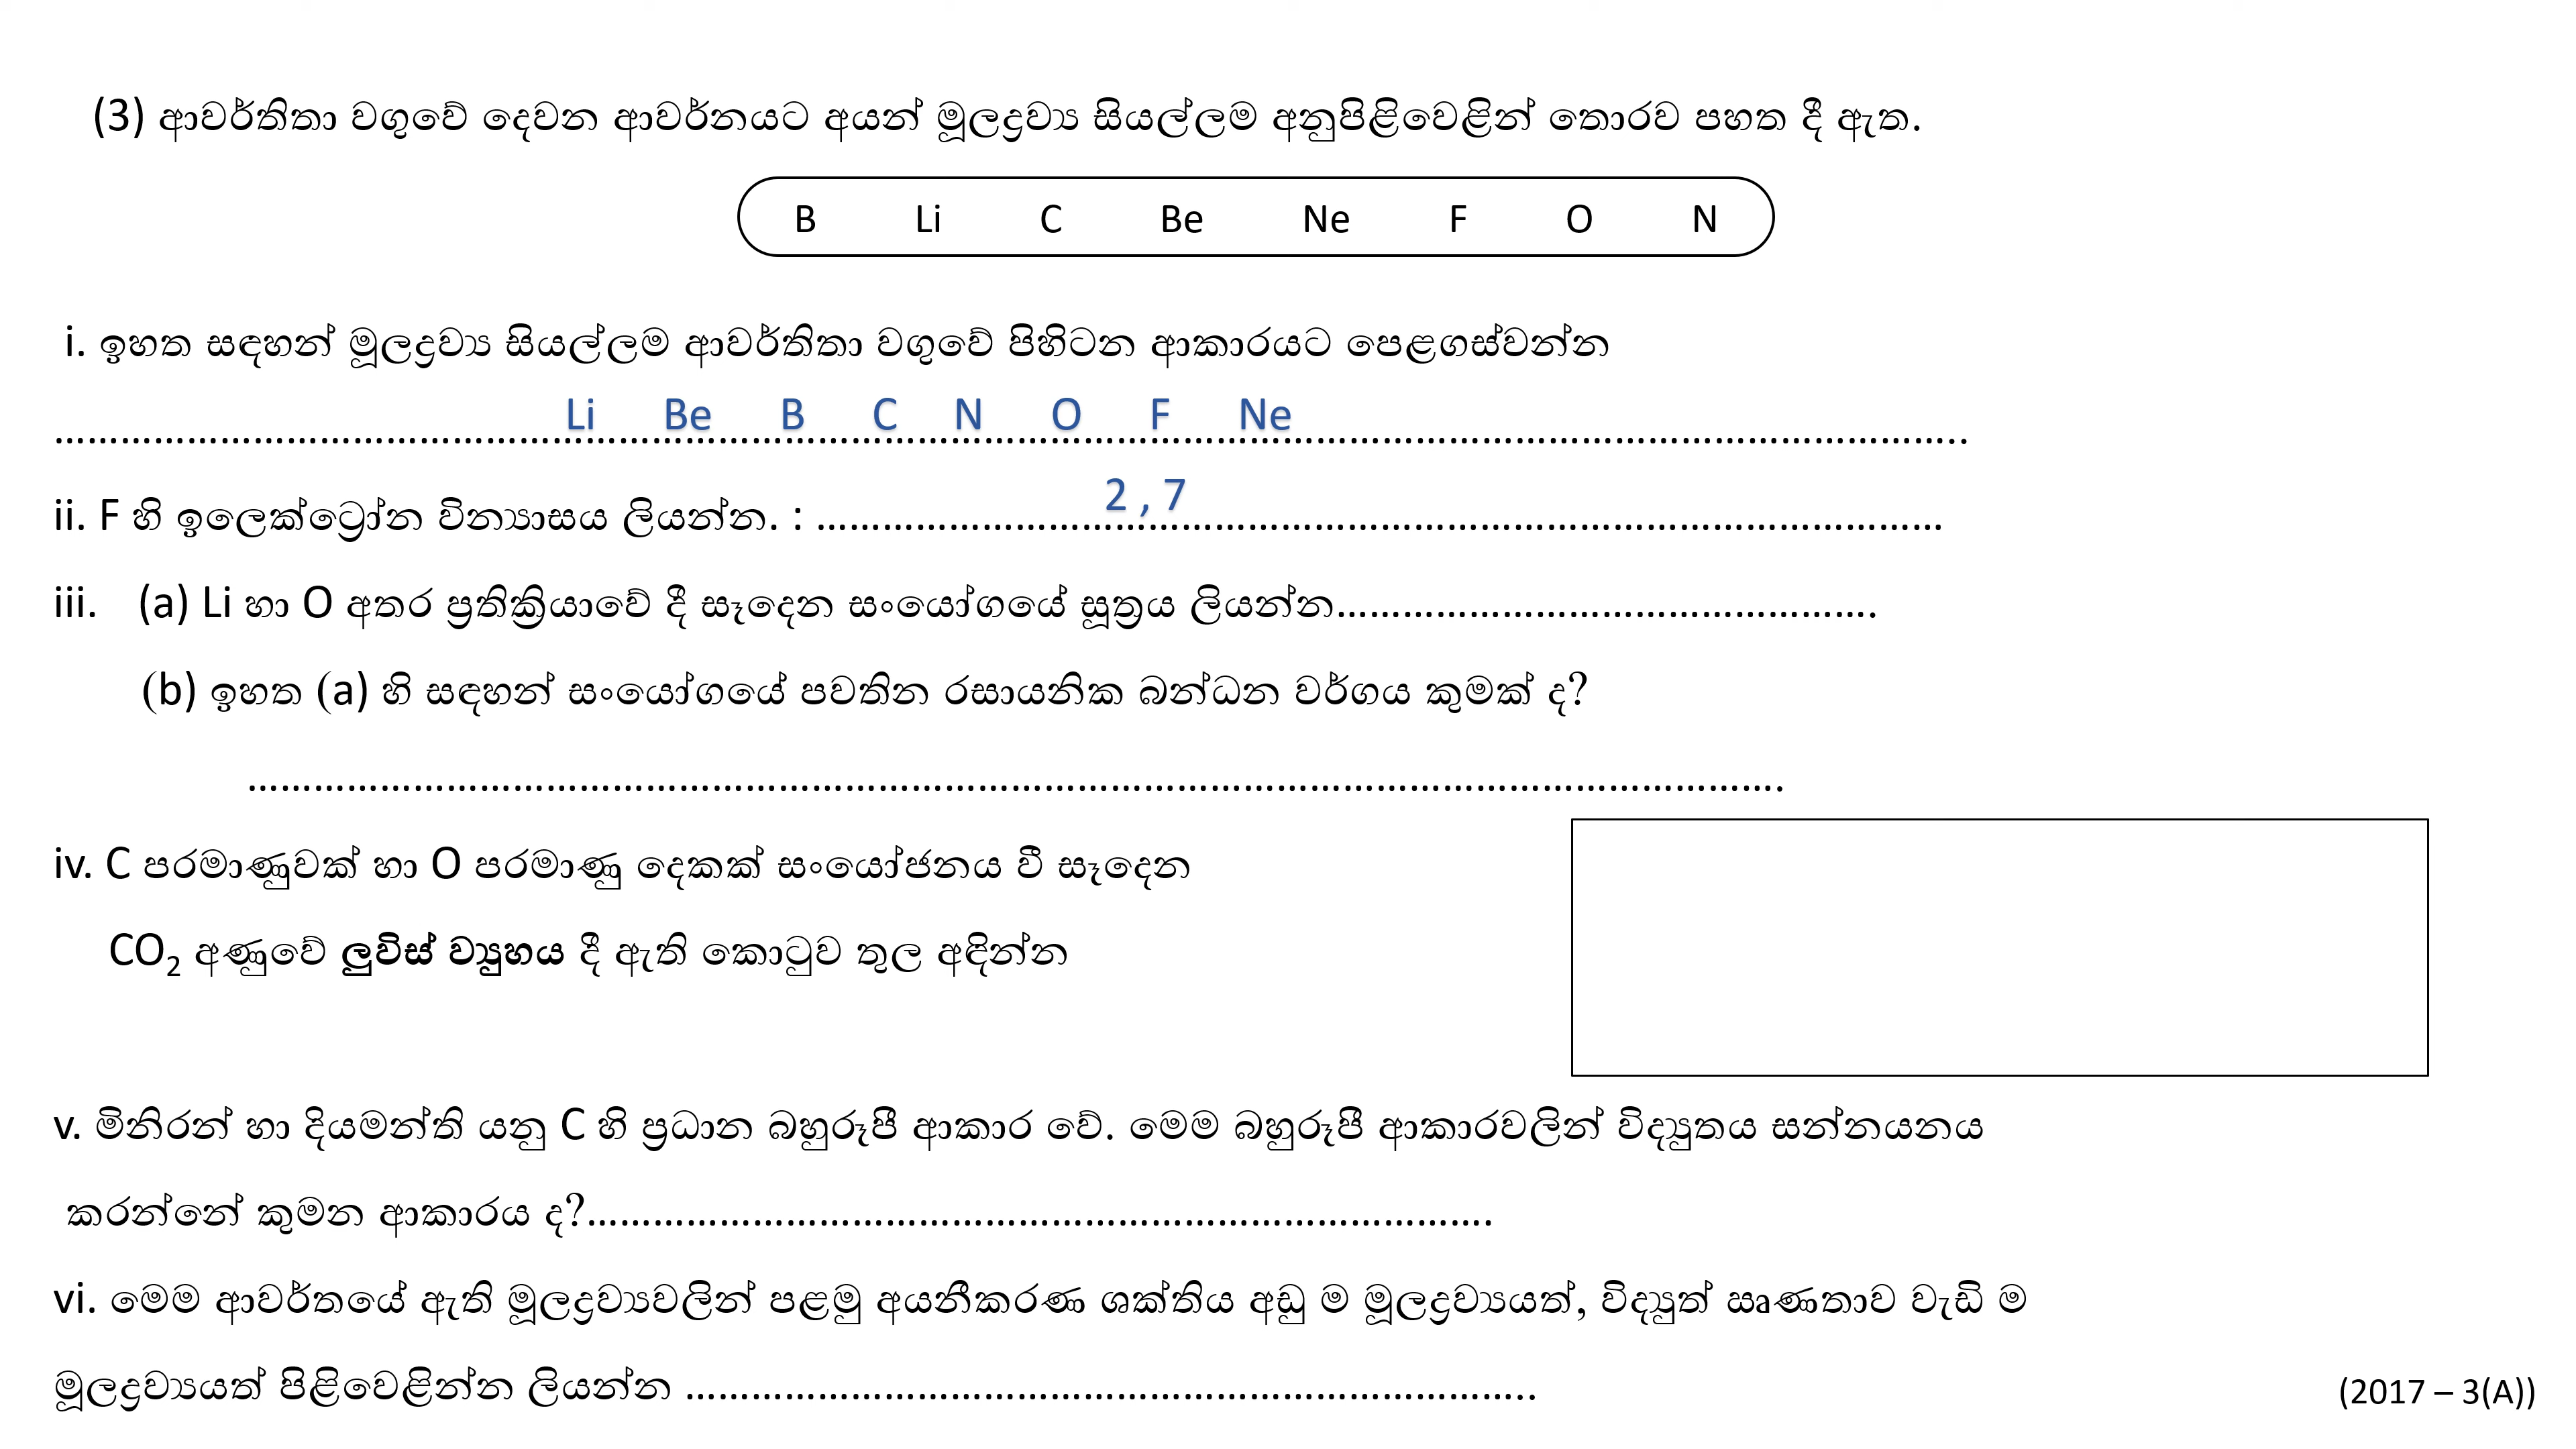 (3) ආවර්තිතා වගුවේ දෙවන ආවර්නයට අයන් මූලද්‍රව්‍ය සියල්ලම අනුපිළිවෙළින් තොරව පහත දී ඇත.
B Li C Be Ne F O N
i. ඉහත සඳහන් මූලද්‍රව්‍ය සියල්ලම ආවර්තිතා වගුවේ පිහිටන ආකාරයට පෙළගස්වන්න
Li Be B C N O F Ne
ii. F හි ඉලෙක්ට්‍රෝන වින්‍යාසය ලියන්න. : ........................ 2 , 7 ........................
iii. (a) Li හා O අතර ප්‍රතික්‍රියාවේ දී සෑදෙන සංයෝගයේ සූත්‍රය ලියන්න........................
(b) ඉහත (a) හි සඳහන් සංයෝගයේ පවතින රසායනික බන්ධන වර්ගය කුමක් ද?
........................
iv. C පරමාණුවක් හා O පරමාණු දෙකක් සංයෝජනය වී සෑදෙන
CO₂ අණුවේ ලුවිස් ව්‍යුහය දී ඇති කොටුව තුල අඳින්න
v. මිනිරන් හා දියමන්ති යනු C හි ප්‍රධාන බහුරූපී ආකාර වේ. මෙම බහුරූපී ආකාරවලින් විද්‍යුතය සන්නයනය
කරන්නේ කුමන ආකාරය ද?........................
vi. මෙම ආවර්තයේ ඇති මූලද්‍රව්‍යවලින් පළමු අයනීකරණ ශක්තිය අඩු ම මූලද්‍රව්‍යයත්, විද්‍යුත් ඍණතාව වැඩි ම
මූලද්‍රව්‍යයත් පිළිවෙළින්න ලියන්න ........................ (2017 – 3(A))